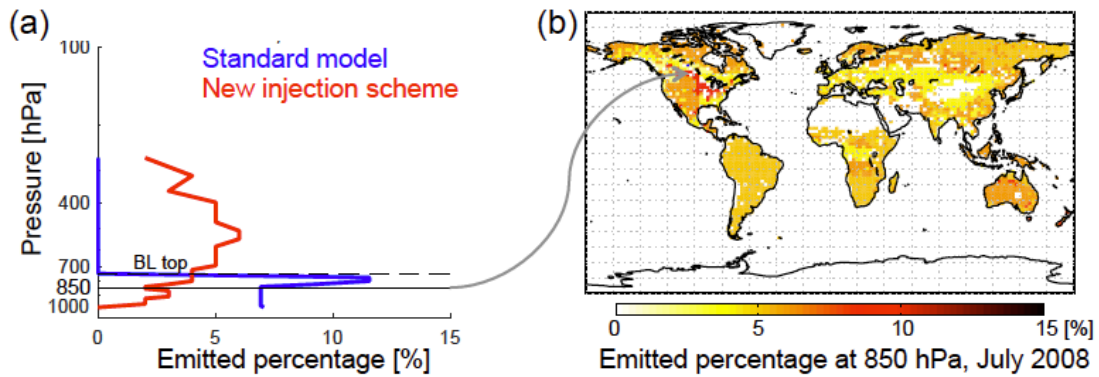 (a)
Standard model
New injection scheme
Pressure [hPa]
100
400
700
850
1000
BL top
0 5 10 15
Emitted percentage [%]
(b)
0 5 10 15 [%]
Emitted percentage at 850 hPa, July 2008